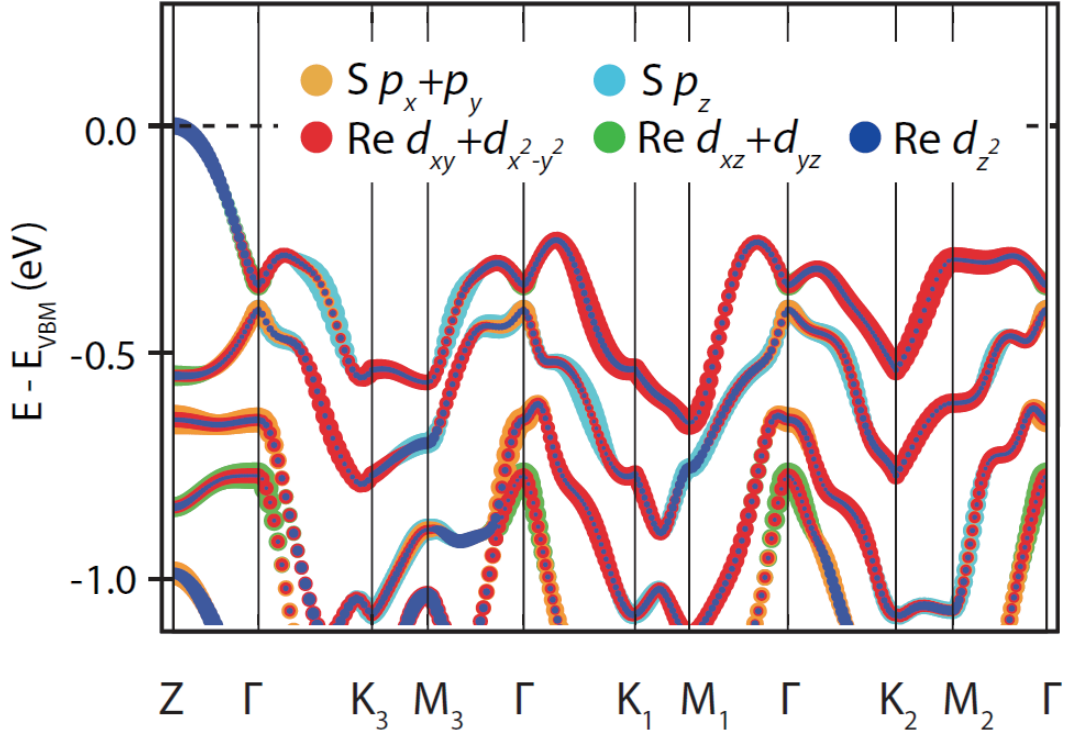 S pₓ+p_y S p_z
Re d_xy+d_x²-y² Re d_xz+d_yz Re d_z²
0.0
-0.5
-1.0
E - E_VBM (eV)
Z Γ K₃ M₃ Γ K₁ M₁ Γ K₂ M₂ Γ